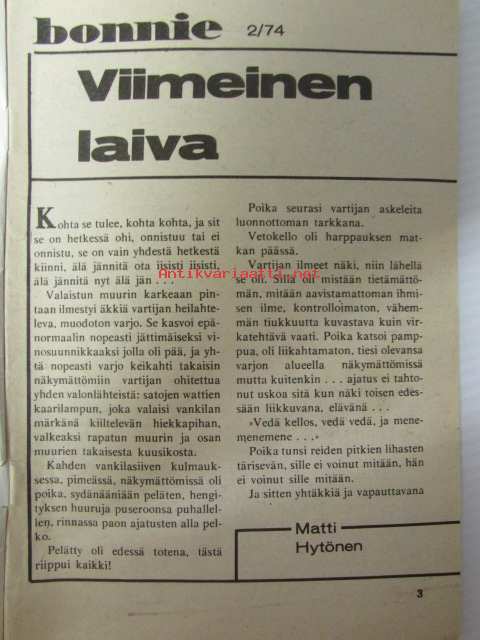 bonnie 2/74
Viimeinen
laiva
Kohta se tulee, kohta kohta, ja sit
se on hetkessä ohi, onnistuu tai ei
onnistu, se on vain yhdestä hetkestä
kiinni, älä jännitä ota iisisti iisisti,
älä jännitä nyt älä jän . . .
Valaistun muurin karkeaan pin-
taan ilmestyi äkkiä vartijan heilahte-
leva, muodoton varjo. Se kasvoi epä-
normaalin nopeasti jättimäiseksi vi-
nosuunnikkaaksi jolla oli pää, ja yh-
tä nopeasti varjo keikahti takaisin
näkymättömiin vartijan ohitettua
yhden valonlähteistä: satojen wattien
kaarilampun, joka valaisi vankilan
märkänä kiiltelevän hiekkapihan,
valkeaksi rapatun muurin ja osan
muurien takaisesta kuusikosta.
Kahden vankilasiiven kulmauk-
sessa, pimeässä, näkymättömissä oli
poika, sydänääniään peläten, hengi-
tyksen huuruja puseroonsa puhallel-
len, rinnassa paon ajatusten alla pel-
ko.
Pelätty oli edessä totena, tästä
riippui kaikki!
Poika seurasi vartijan askeleita
luonnottoman tarkkana.
Vetokello oli harppauksen mat-
kan päässä.
Vartijan ilmeet näki, niin lähellä
se oli. Sillä oli mistään tietämättö-
män, mitään aavistamattoman ihmi-
sen ilme, kontrolloimaton, vähem-
män tiukkuutta kuvastava kuin vir-
katehtävä vaati. Poika katsoi pamp-
pua, oli liikahtamaton, tiesi olevansa
varjon alueella näkymättömissä
mutta kuitenkin . . . ajatus ei tahto-
nut uskoa sitä kun näki toisen edes-
sään liikkuvana, elävänä . . .
»Vedä kellos, vedä vedä, ja mene-
menemene . . .»
Poika tunsi reiden pitkien lihasten
tärisevän, sille ei voinut mitään, hän
ei voinut sille mitään.
Ja sitten yhtäkkiä ja vapauttavana
Matti
Hytönen
3
Antikvariaatti.net